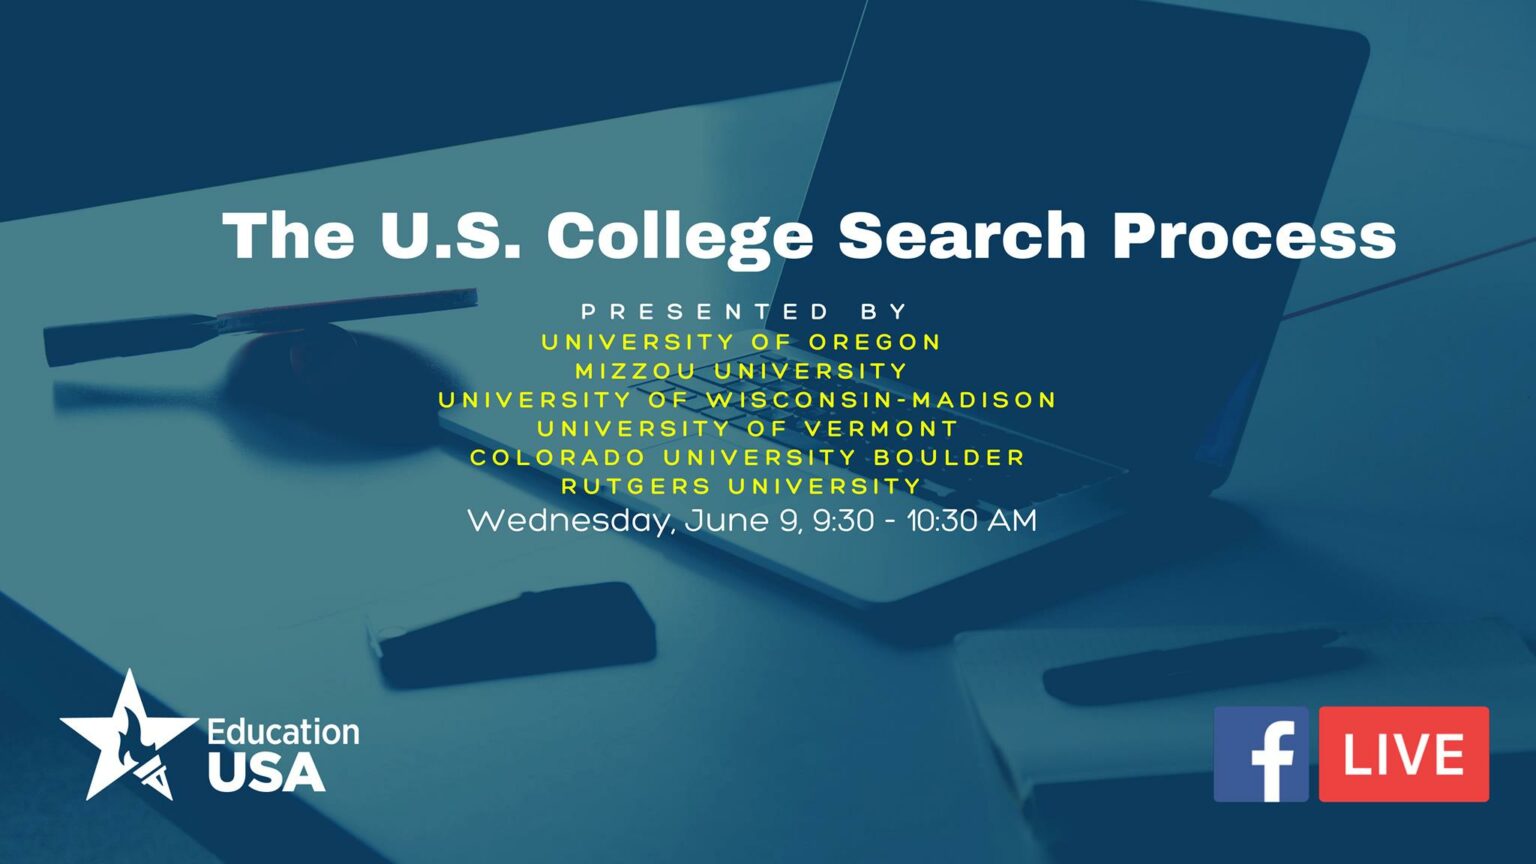 The U.S. College Search Process
PRESENTED BY
UNIVERSITY OF OREGON
MIZZOU UNIVERSITY
UNIVERSITY OF WISCONSIN-MADISON
UNIVERSITY OF VERMONT
COLORADO UNIVERSITY BOULDER
RUTGERS UNIVERSITY
Wednesday, June 9, 9:30 - 10:30 AM
Education
USA
f LIVE